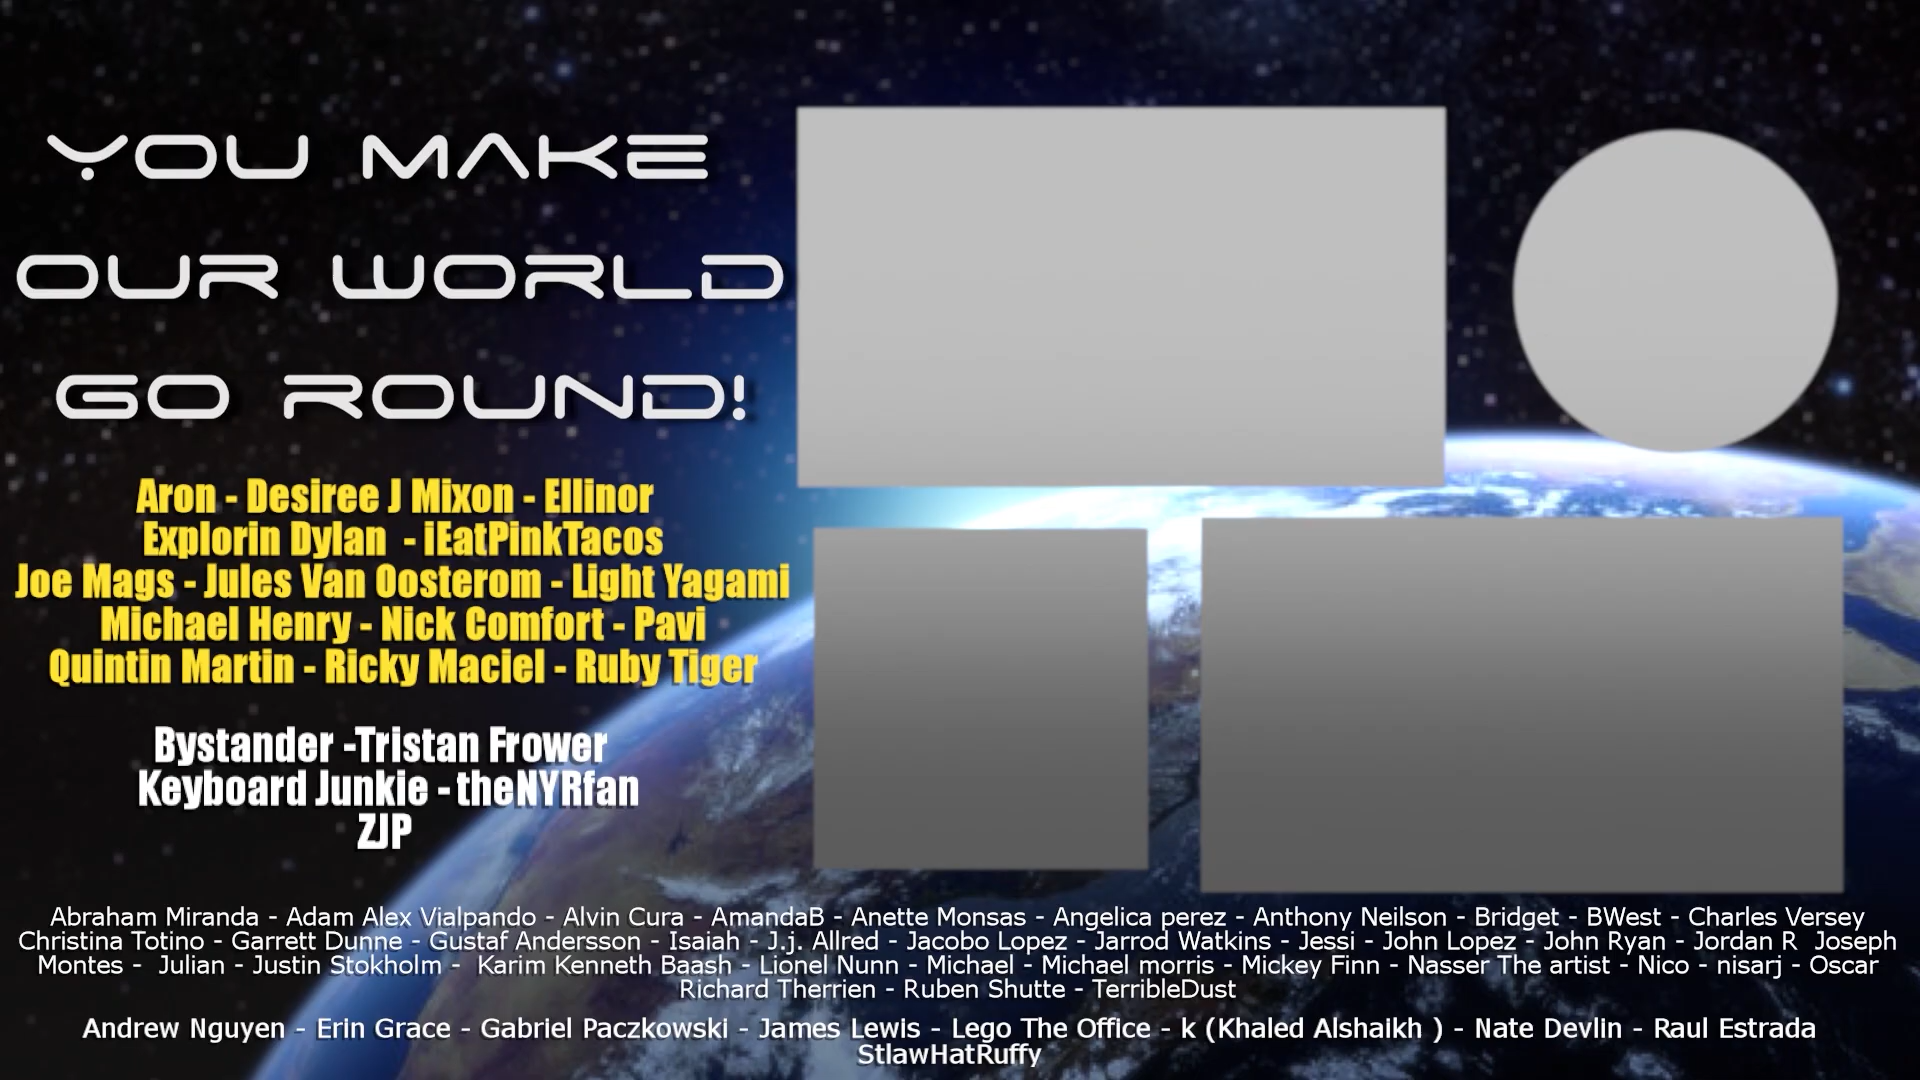 YOU MAKE
OUR WORLD
GO ROUND!
Aron - Desiree J Mixon - Ellinor
Explorin Dylan - iEatPinkTacos
Joe Mags - Jules Van Oosterom - Light Yagami
Michael Henry - Nick Comfort - Pavi
Quintin Martin - Ricky Maciel - Ruby Tiger
Bystander -Tristan Frower
Keyboard Junkie - theNYRfan
ZJP
Abraham Miranda - Adam Alex Vialpando - Alvin Cura - AmandaB - Anette Monsas - Angelica perez - Anthony Neilson - Bridget - BWest - Charles Versey
Christina Totino - Garrett Dunne - Gustaf Andersson - Isaiah - J.j. Allred - Jacobo Lopez - Jarrod Watkins - Jessi - John Lopez - John Ryan - Jordan R Joseph
Montes - Julian - Justin Stokholm - Karim Kenneth Baash - Lionel Nunn - Michael - Michael morris - Mickey Finn - Nasser The artist - Nico - nisarj - Oscar
Richard Therrien - Ruben Shutte - TerribleDust
Andrew Nguyen - Erin Grace - Gabriel Paczkowski - James Lewis - Lego The Office - k (Khaled Alshaikh ) - Nate Devlin - Raul Estrada
StlawHatRuffy